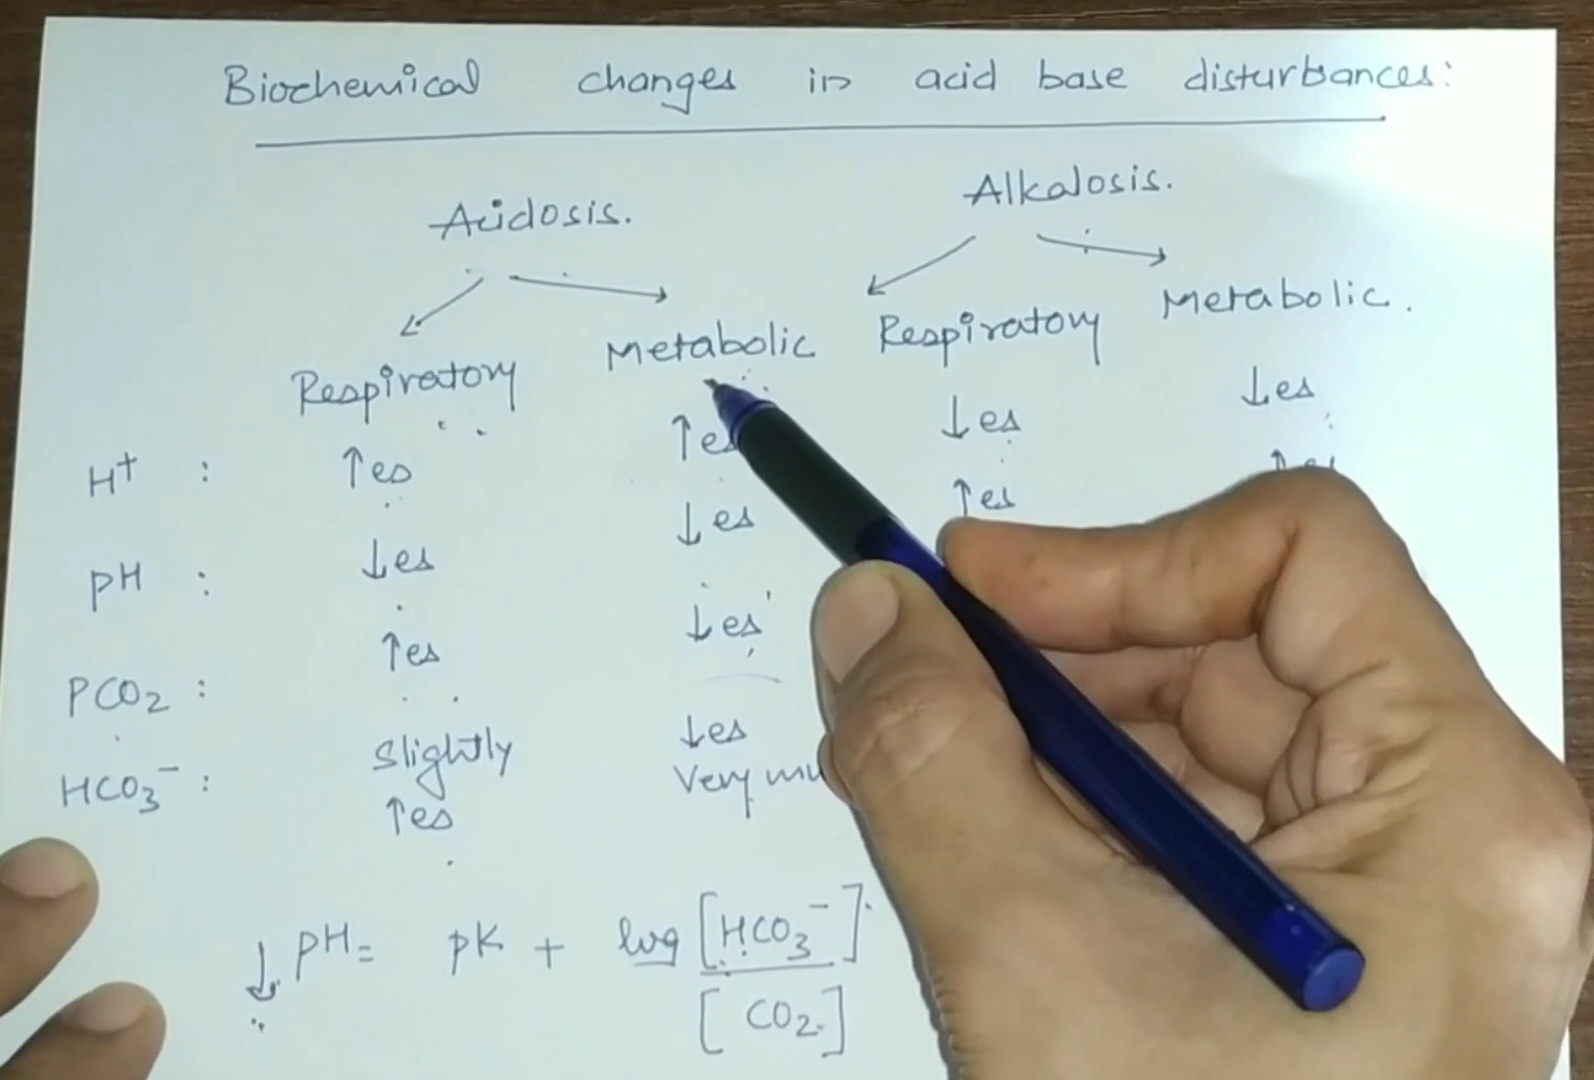 Biochemical changes in acid base disturbances:
Acidosis. Alkalosis.
Respiratory Metabolic Respiratory Metabolic.
H+ : ↑es ↑es ↓es ↓es
pH : ↓es ↓es ↑es ↑es
PCO2 : ↑es ↓es
HCO3- : Slightly ↓es
↑es Very
↓ pH = pK + log [HCO3-]
[CO2]